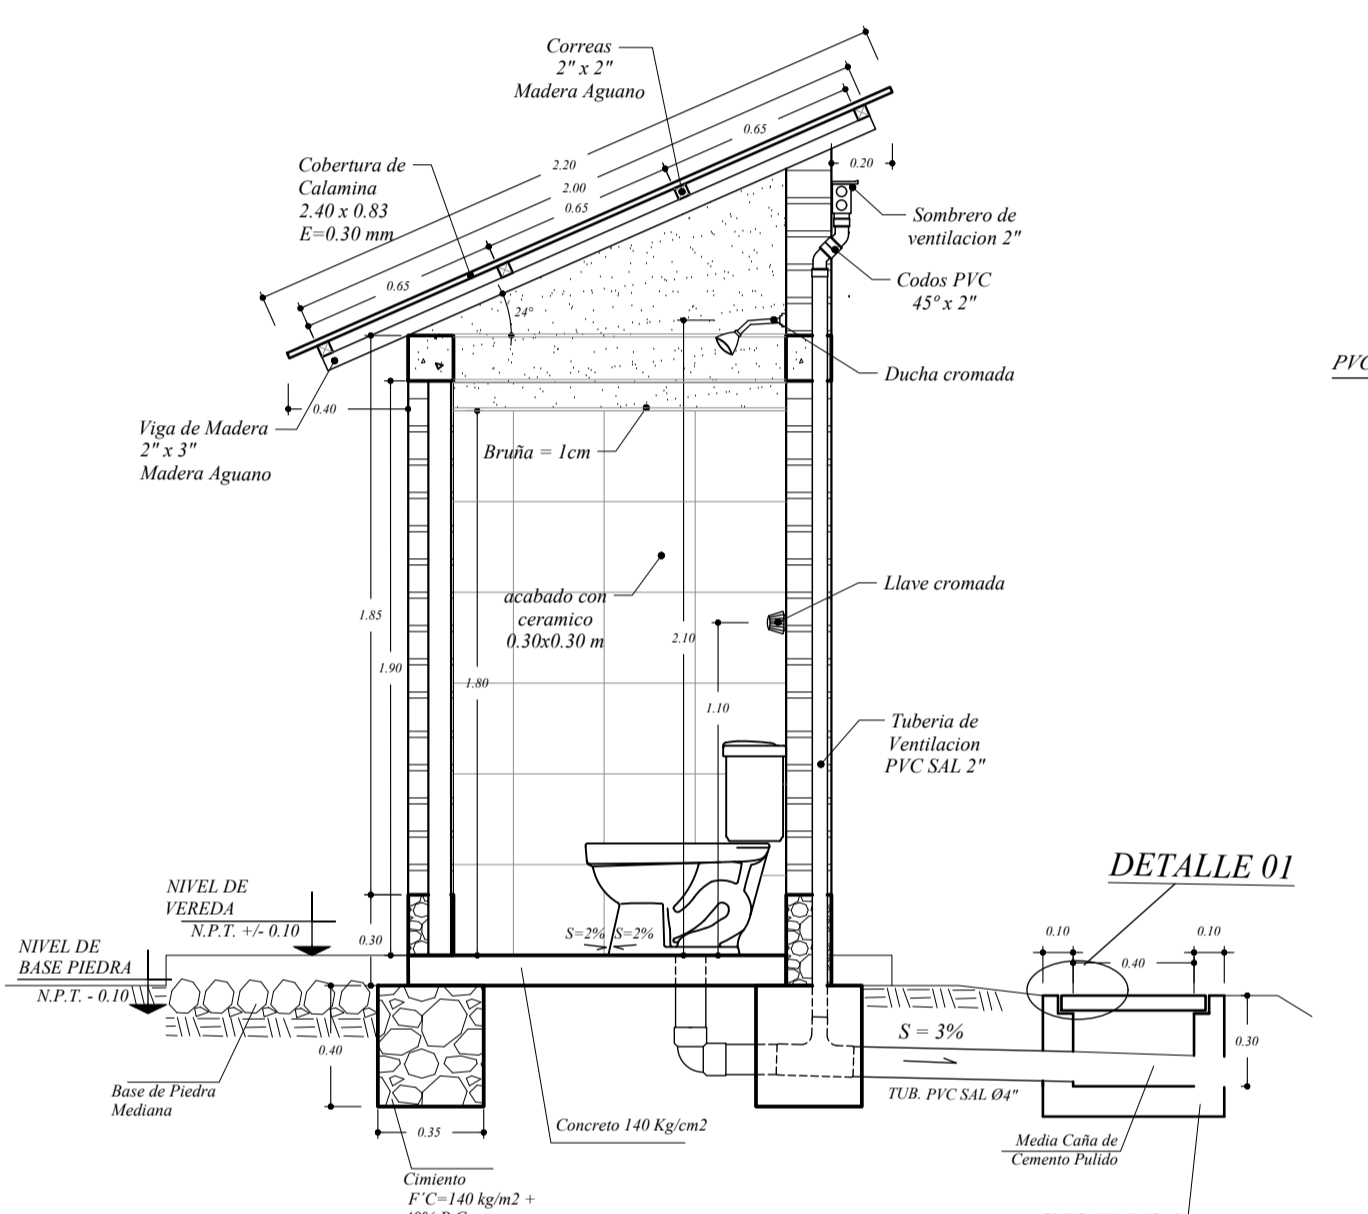 Correas
2" x 2"
Madera Aguano
0.65
2.20
2.00
0.65
0.65
0.20
Cobertura de
Calamina
2.40 x 0.83
E=0.30 mm
Sombrero de
ventilacion 2"
Codos PVC
45º x 2"
24°
PVC
Ducha cromada
0.40
Viga de Madera
2" x 3"
Madera Aguano
Bruña = 1cm
Llave cromada
acabado con
ceramico
0.30x0.30 m
1.85
2.10
1.90
1.80
1.10
Tuberia de
Ventilacion
PVC SAL 2"
DETALLE 01
NIVEL DE
VEREDA
N.P.T. +/- 0.10
NIVEL DE
BASE PIEDRA
N.P.T. - 0.10
0.30
S=2%
S=2%
0.10
0.10
0.40
S = 3%
0.30
0.40
TUB. PVC SAL Ø4"
Base de Piedra
Mediana
0.35
Concreto 140 Kg/cm2
Media Caña de
Cemento Pulido
Cimiento
F´C=140 kg/m2 +